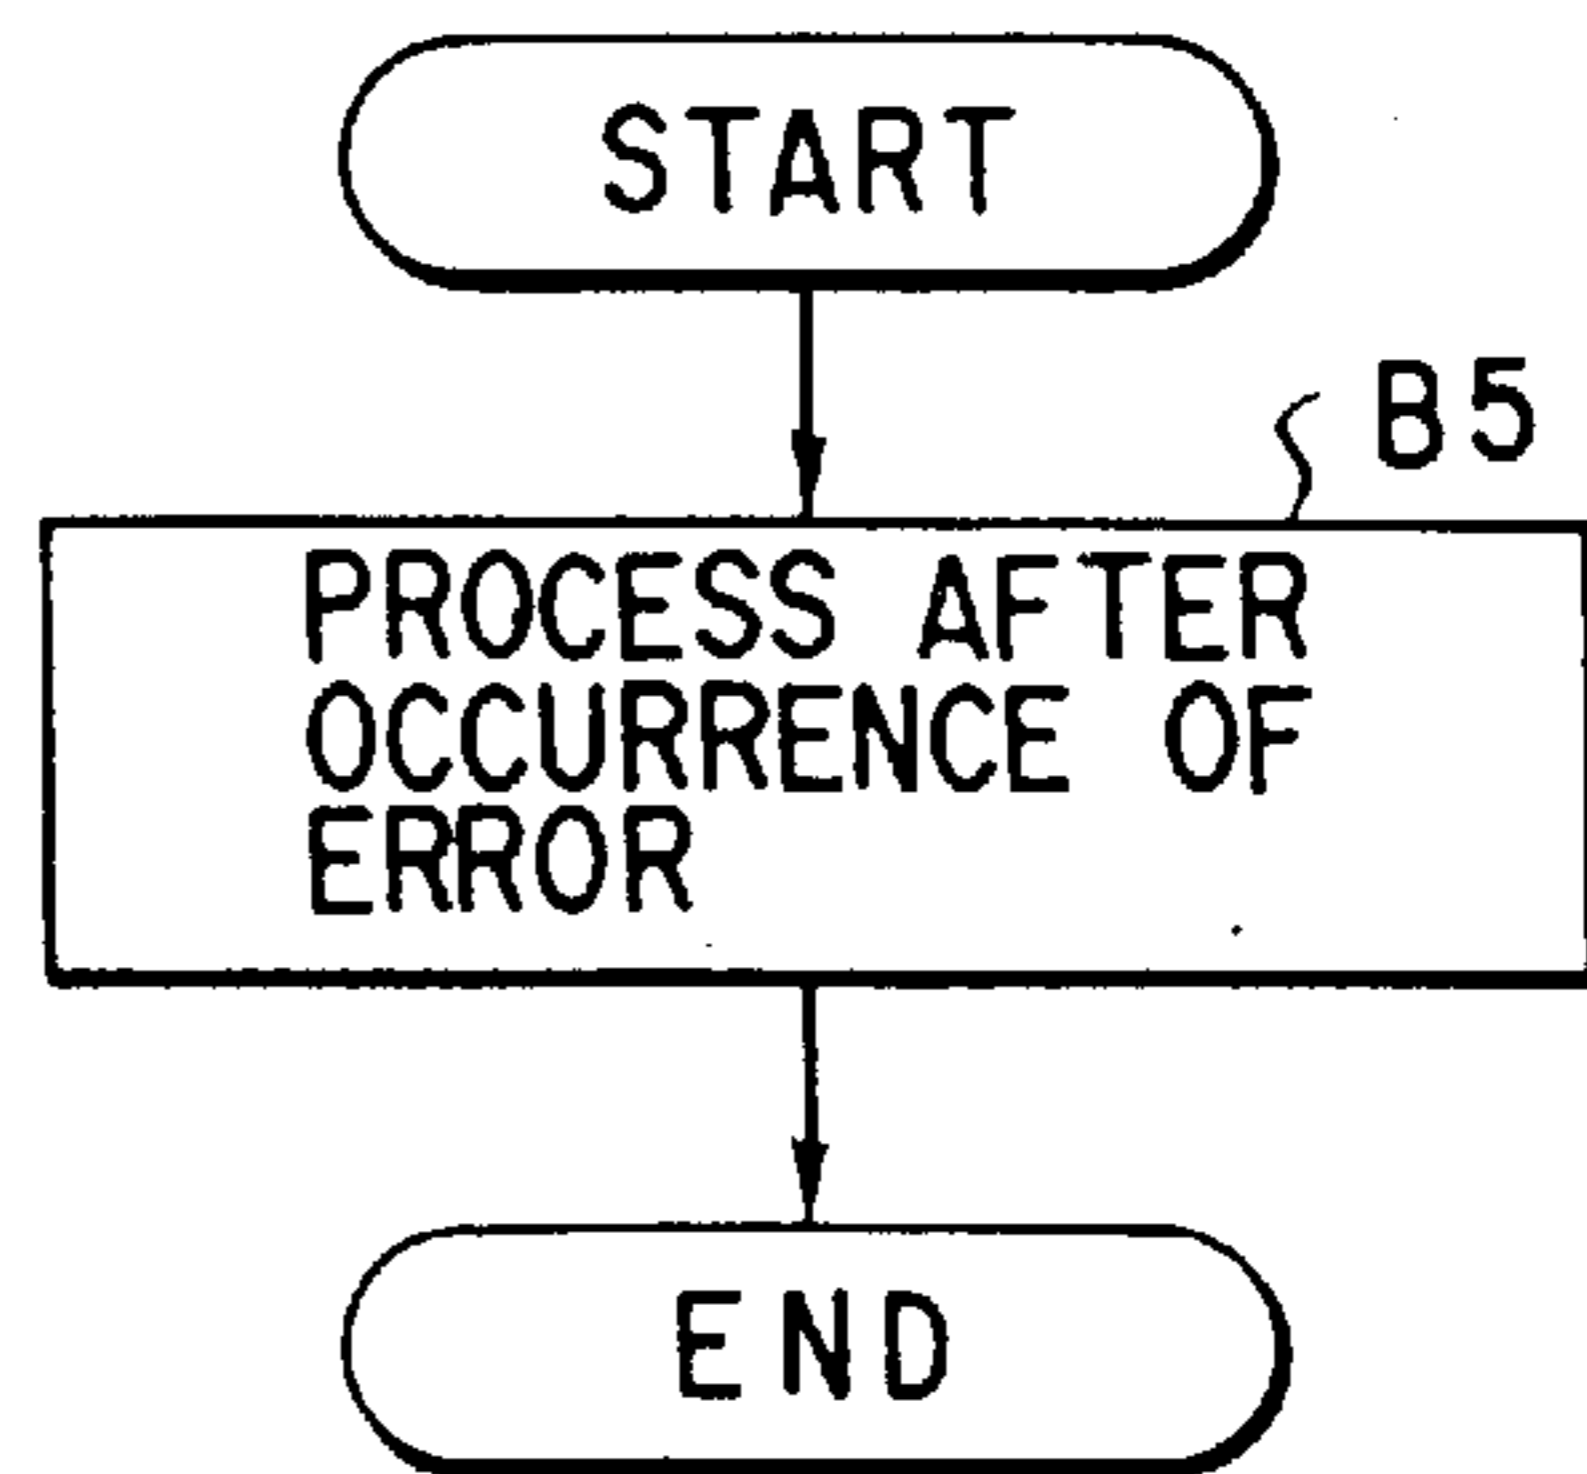 START
B5
PROCESS AFTER
OCCURRENCE OF
ERROR
END